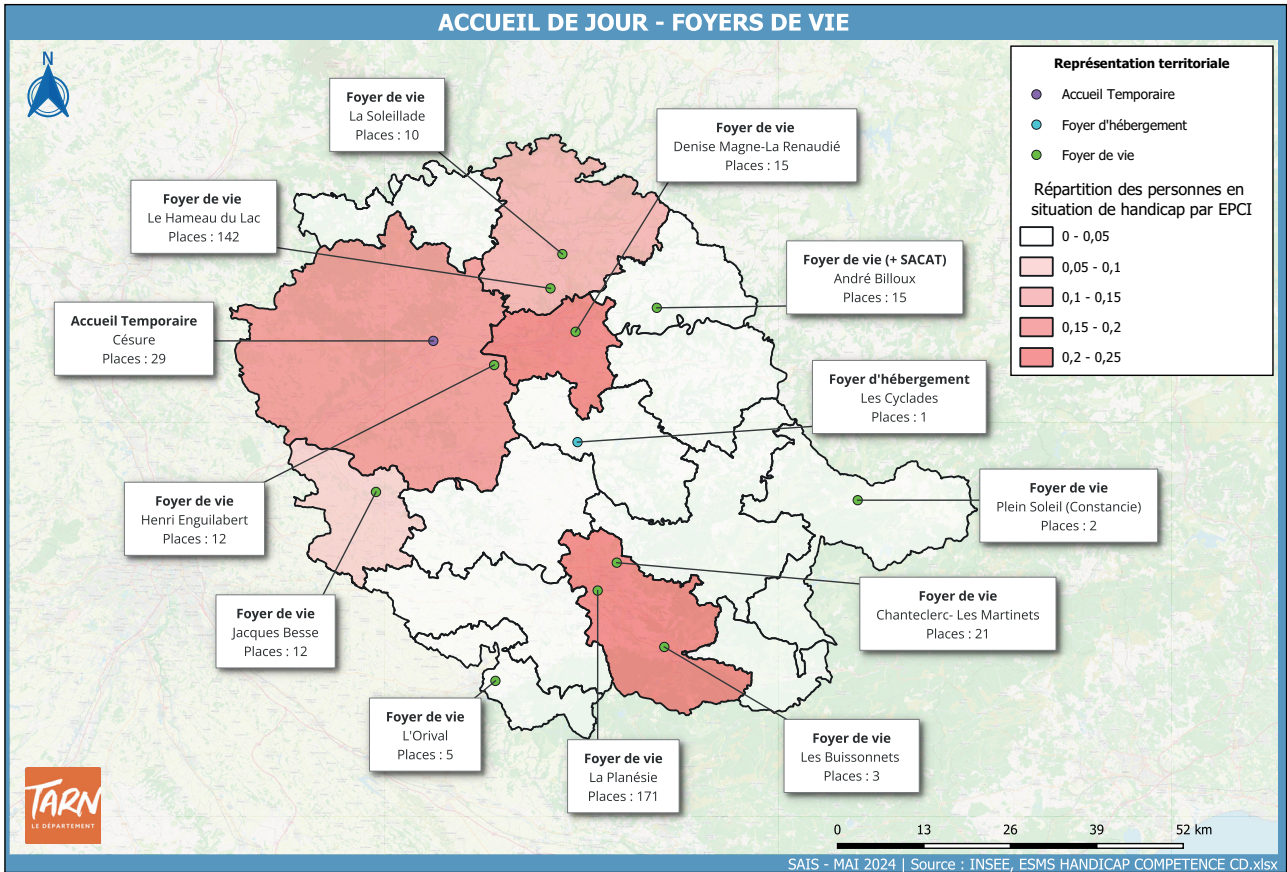 ACCUEIL DE JOUR - FOYERS DE VIE
N
Représentation territoriale
Accueil Temporaire
Foyer d'hébergement
Foyer de vie
Répartition des personnes en
situation de handicap par EPCI
0 - 0,05
0,05 - 0,1
0,1 - 0,15
0,15 - 0,2
0,2 - 0,25
Foyer de vie
La Soleillade
Places : 10
Foyer de vie
Denise Magne-La Renaudié
Places : 15
Foyer de vie
Le Hameau du Lac
Places : 142
Foyer de vie (+ SACAT)
André Billoux
Places : 15
Accueil Temporaire
Césure
Places : 29
Foyer d'hébergement
Les Cyclades
Places : 1
Foyer de vie
Henri Enguilabert
Places : 12
Foyer de vie
Plein Soleil (Constancie)
Places : 2
Foyer de vie
Jacques Besse
Places : 12
Foyer de vie
Chanteclerc- Les Martinets
Places : 21
Foyer de vie
L'Orival
Places : 5
Foyer de vie
La Planésie
Places : 171
Foyer de vie
Les Buissonnets
Places : 3
TARN
LE DÉPARTEMENT
0 13 26 39 52 km
SAIS - MAI 2024 | Source : INSEE, ESMS HANDICAP COMPETENCE CD.xlsx